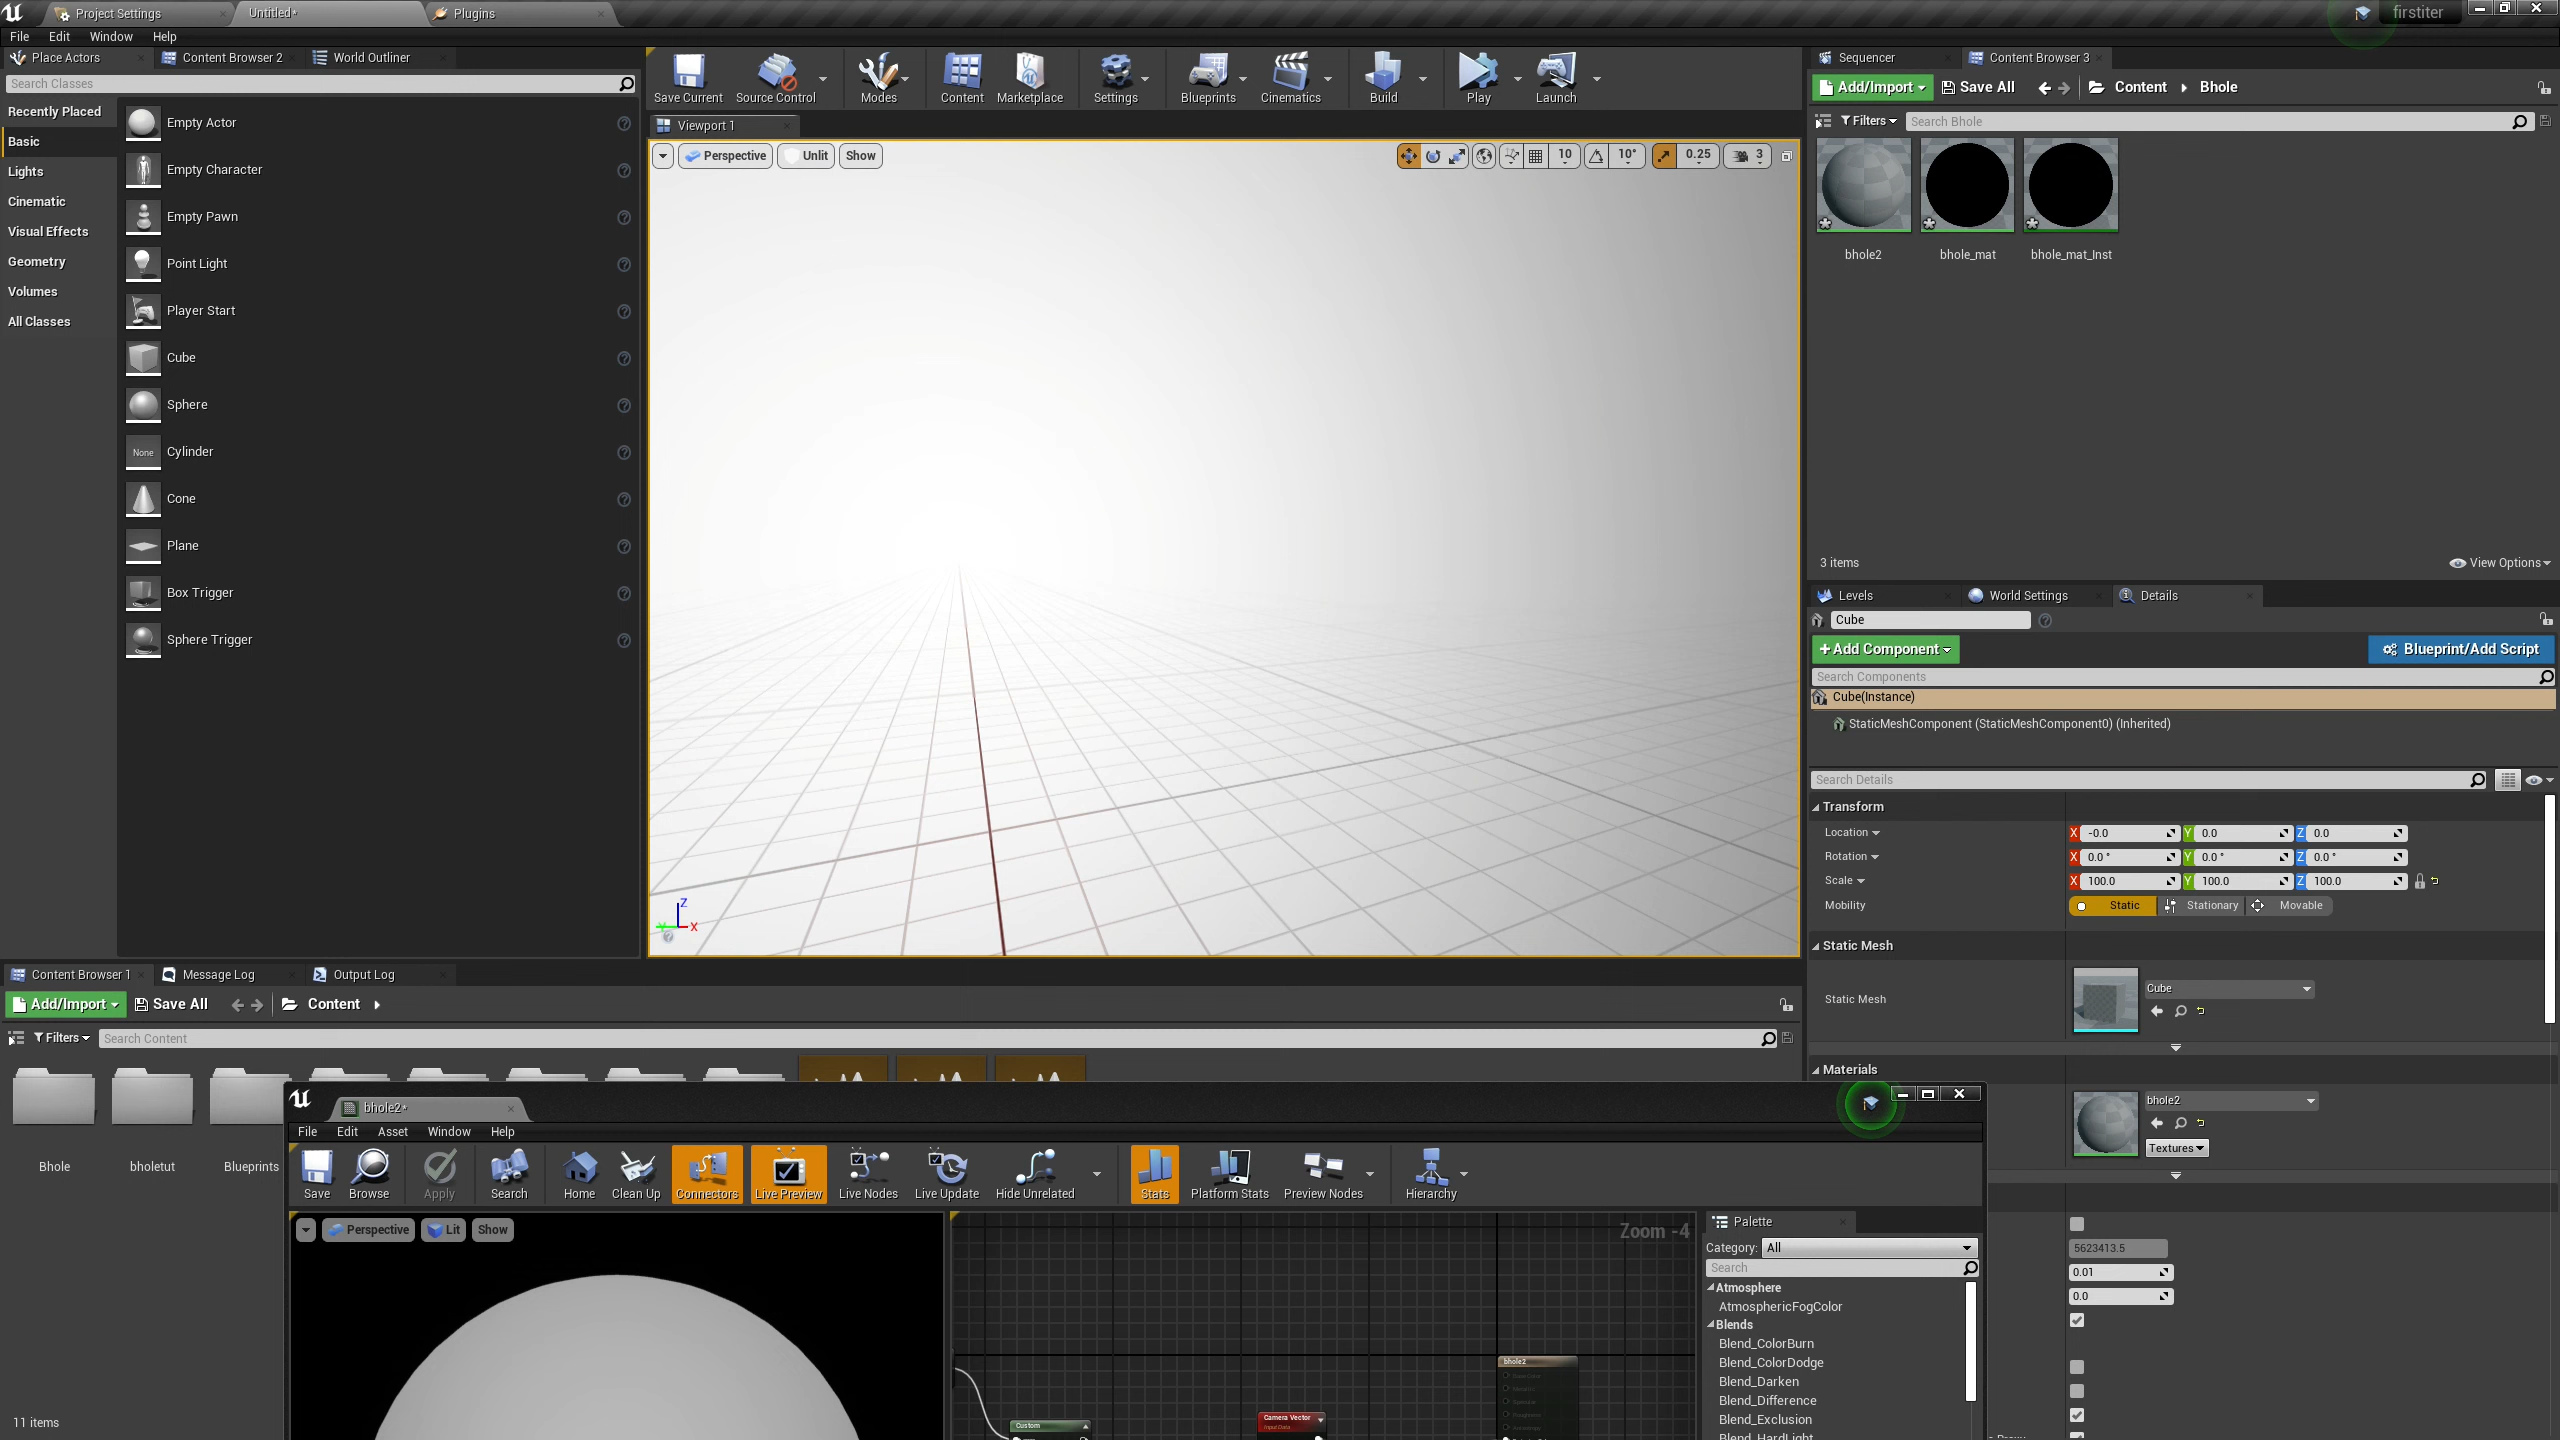 Project Settings
Untitled*
Plugins
firstiter
File Edit Window Help
Place Actors
Content Browser 2
World Outliner
Search Classes
Recently Placed
Basic
Lights
Cinematic
Visual Effects
Geometry
Volumes
All Classes
Empty Actor
Empty Character
Empty Pawn
Point Light
Player Start
Cube
Sphere
None
Cylinder
Cone
Plane
Box Trigger
Sphere Trigger
Save Current
Source Control
Modes
Content
Marketplace
Settings
Blueprints
Cinematics
Build
Play
Launch
Viewport 1
Perspective
Unlit
Show
10
10°
0.25
3
Z
X
Sequencer
Content Browser 3
Add/Import
Save All
Content
Bhole
Filters
Search Bhole
bhole2
bhole_mat
bhole_mat_Inst
3 items
View Options
Levels
World Settings
Details
Cube
+Add Component
Blueprint/Add Script
Search Components
Cube(Instance)
StaticMeshComponent (StaticMeshComponent0) (Inherited)
Search Details
Transform
Location X -0.0 Y 0.0 Z 0.0
Rotation X 0.0° Y 0.0° Z 0.0°
Scale X 100.0 Y 100.0 Z 100.0
Mobility Static Stationary Movable
Static Mesh
Static Mesh
Cube
Materials
bhole2
Textures
5623413.5
0.01
0.0
Content Browser 1
Message Log
Output Log
Add/Import
Save All
Content
Filters
Search Content
Bhole
bholetut
Blueprints
11 items
bhole2*
File Edit Asset Window Help
Save
Browse
Apply
Search
Home
Clean Up
Connectors
Live Preview
Live Nodes
Live Update
Hide Unrelated
Stats
Platform Stats
Preview Nodes
Hierarchy
Perspective
Lit
Show
Zoom -4
Custom
Camera Vector
Input Data
bhole2
Palette
Category: All
Search
Atmosphere
AtmosphericFogColor
Blends
Blend_ColorBurn
Blend_ColorDodge
Blend_Darken
Blend_Difference
Blend_Exclusion
Blend_HardLight